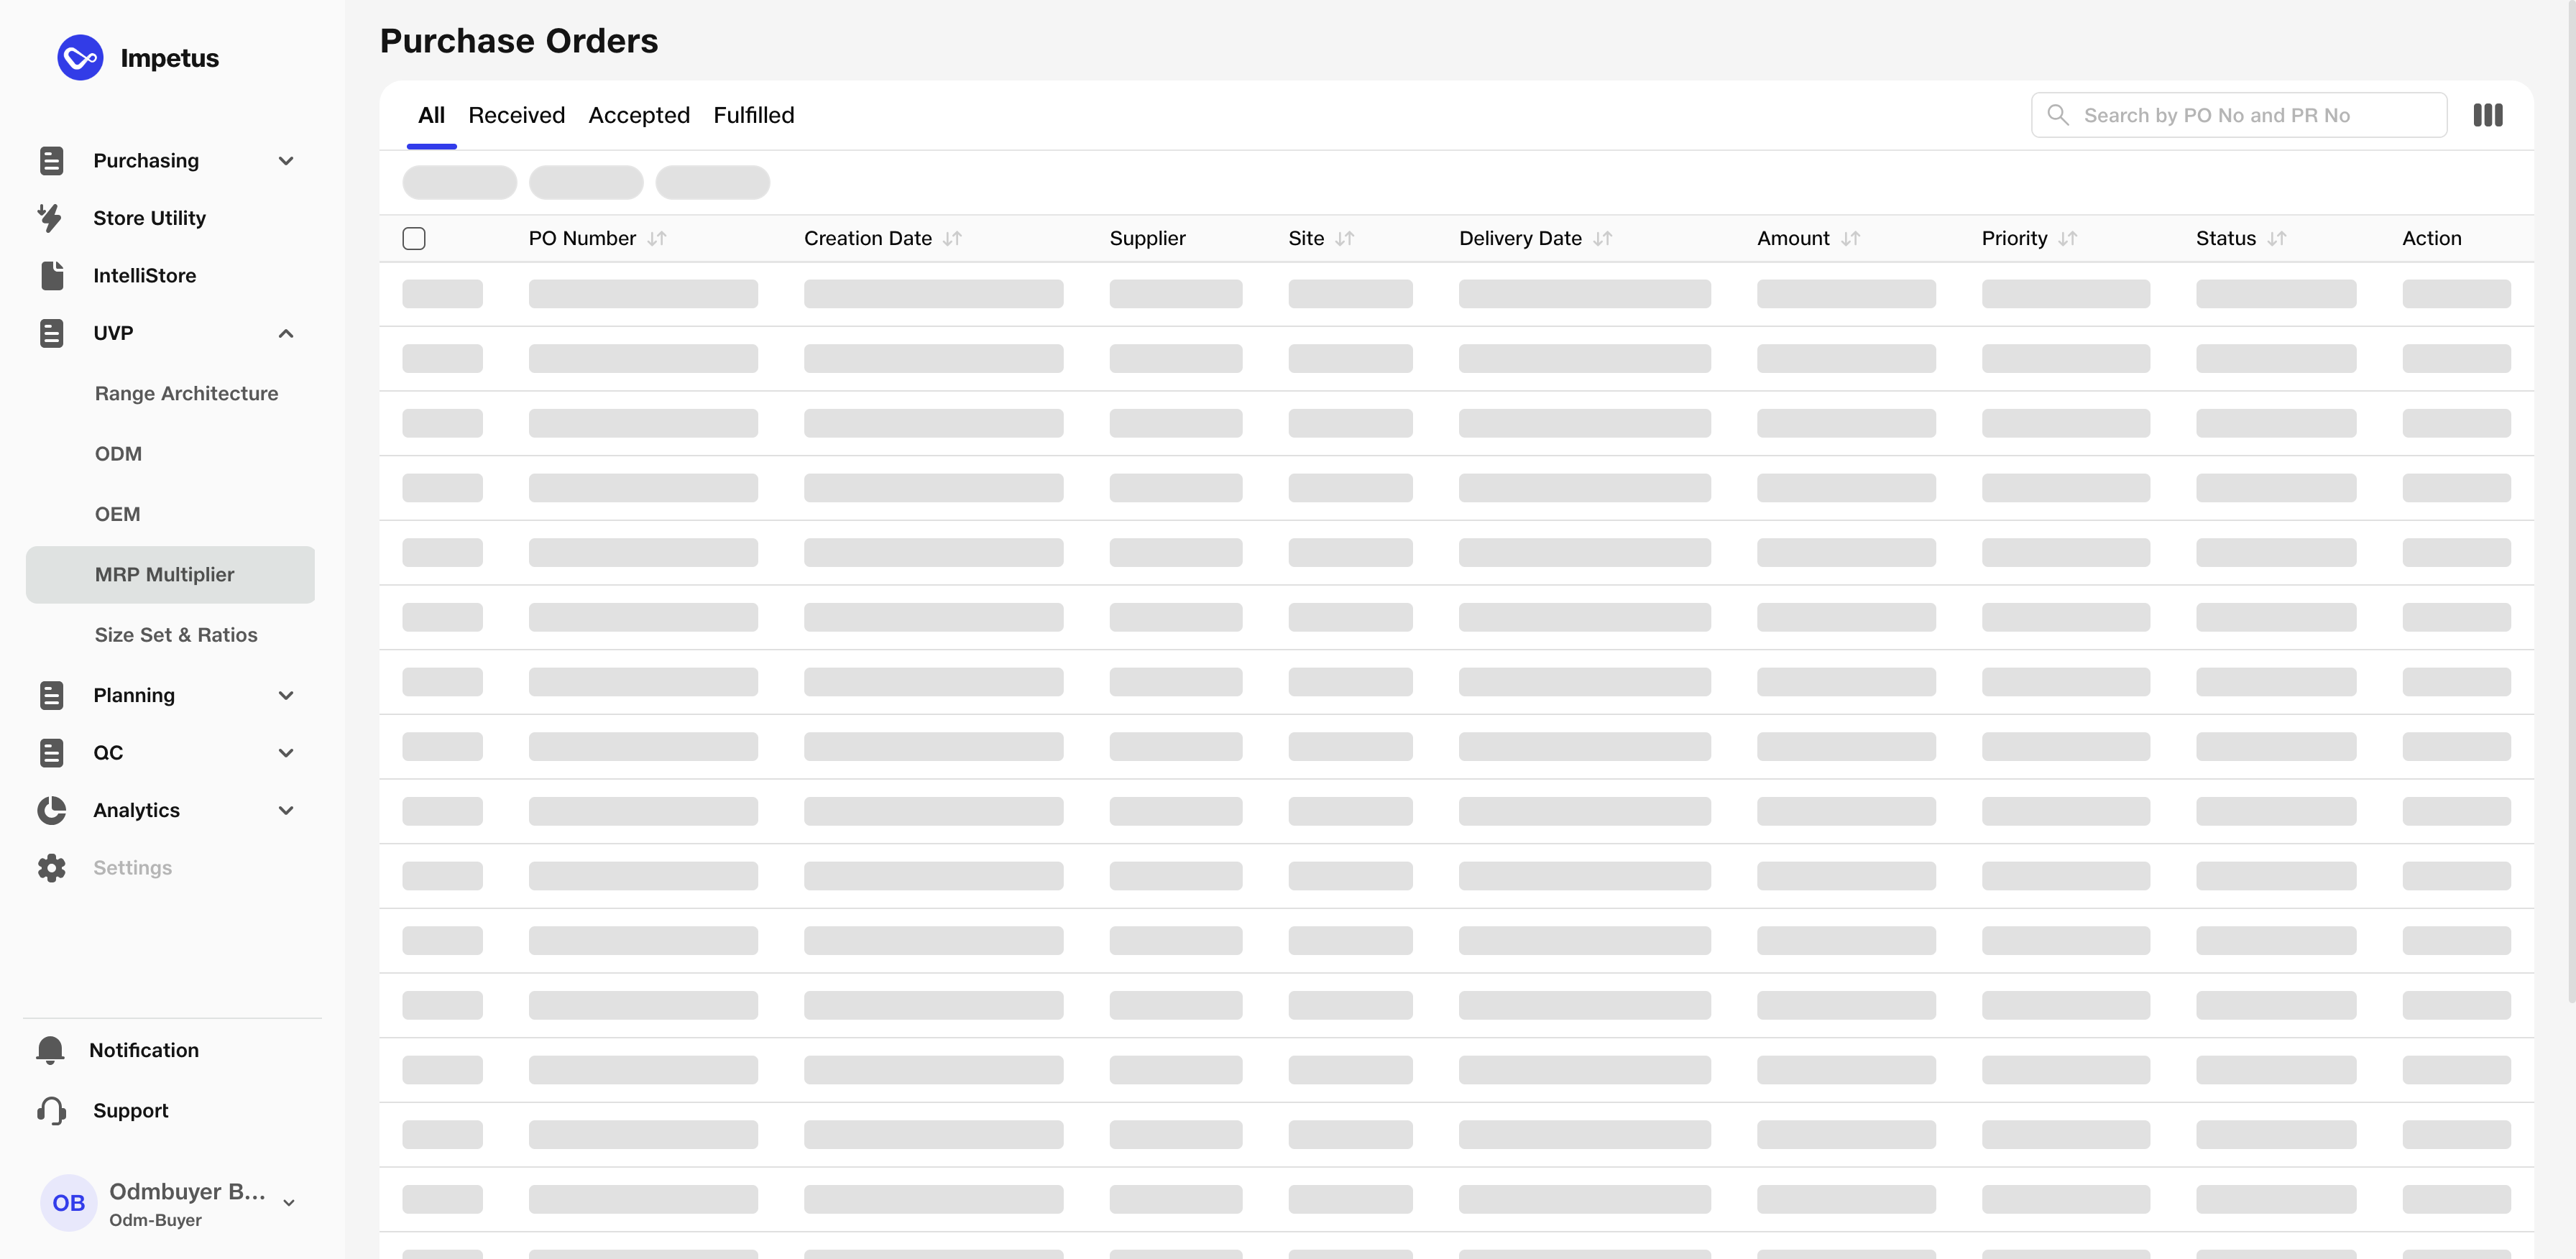 Impetus
Purchasing
Store Utility
IntelliStore
UVP
Range Architecture
ODM
OEM
MRP Multiplier
Size Set & Ratios
Planning
QC
Analytics
Settings
Notification
Support
OB
Odmbuyer B...
Odm-Buyer
Purchase Orders
All Received Accepted Fulfilled
Search by PO No and PR No
PO Number Creation Date Supplier Site Delivery Date Amount Priority Status Action